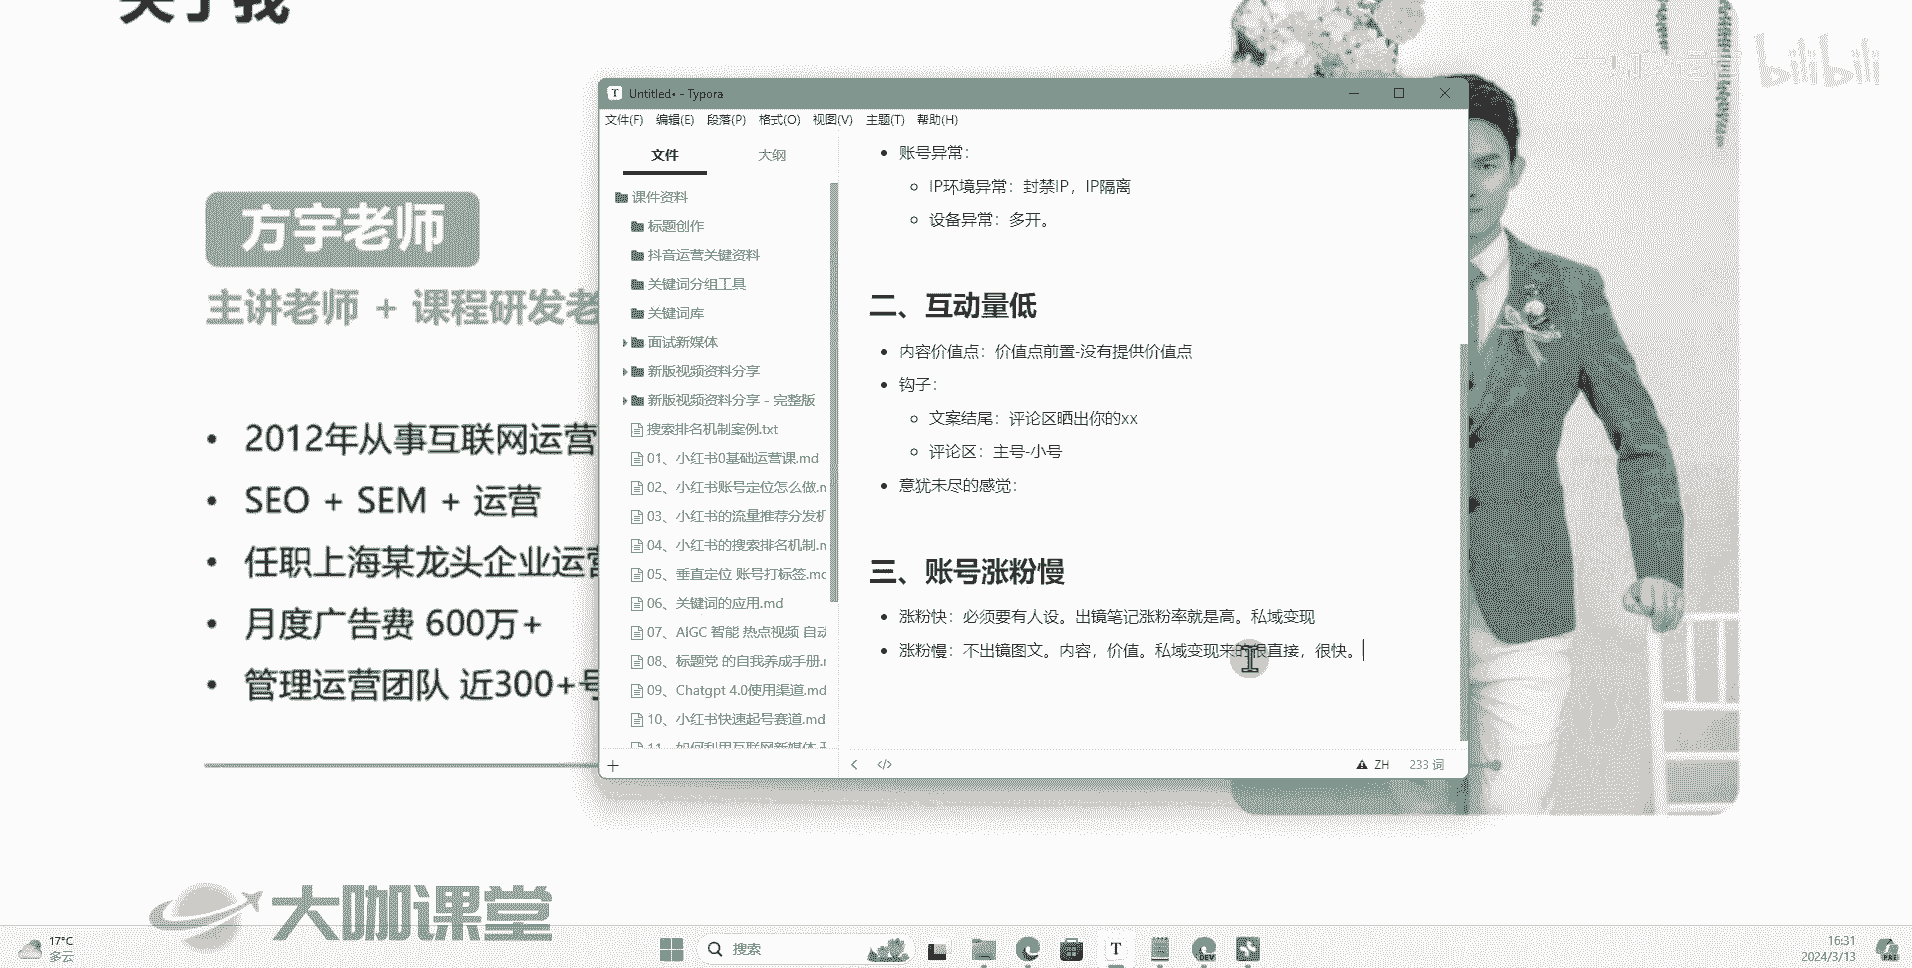 关于我
bilibili
方宇老师
主讲老师 + 课程研发老
2012年从事互联网运营
SEO + SEM + 运营
任职上海某龙头企业运营
月度广告费 600万+
管理运营团队 近300+号
大咖课堂
Untitled• - Typora
文件(F) 编辑(E) 段落(P) 格式(O) 视图(V) 主题(T) 帮助(H)
文件 大纲
课件资料
标题创作
抖音运营关键资料
关键词分组工具
关键词库
面试新媒体
新版视频资料分享
新版视频资料分享 - 完整版
搜索排名机制案例.txt
01、小红书0基础运营课.md
02、小红书账号定位怎么做.m
03、小红书的流量推荐分发机
04、小红书的搜索排名机制.m
05、垂直定位 账号打标签.mc
06、关键词的应用.md
07、AIGC 智能 热点视频 自动
08、标题党 的自我养成手册.r
09、Chatgpt 4.0使用渠道.md
10、小红书快速起号赛道.md
11、如何利用互联网新媒体
账号异常：
IP环境异常：封禁IP，IP隔离
设备异常：多开。
二、互动量低
内容价值点：价值点前置-没有提供价值点
钩子：
文案结尾：评论区晒出你的xx
评论区：主号-小号
意犹未尽的感觉：
三、账号涨粉慢
涨粉快：必须要有人设。出镜笔记涨粉率就是高。私域变现
涨粉慢：不出镜图文。内容，价值。私域变现来的很直接，很快。
ZH 233 词
17°C
多云
搜索
T
DEV
16:31
2024/3/13